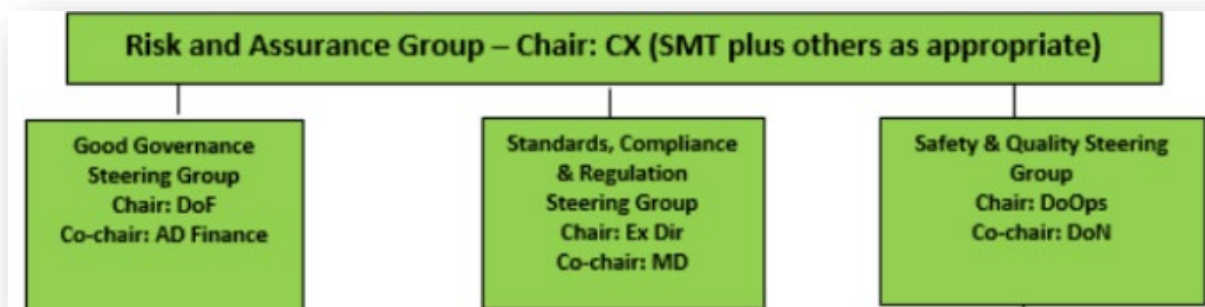 Risk and Assurance Group – Chair: CX (SMT plus others as appropriate)
Good Governance
Steering Group
Chair: DoF
Co-chair: AD Finance
Standards, Compliance
& Regulation
Steering Group
Chair: Ex Dir
Co-chair: MD
Safety & Quality Steering
Group
Chair: DoOps
Co-chair: DoN